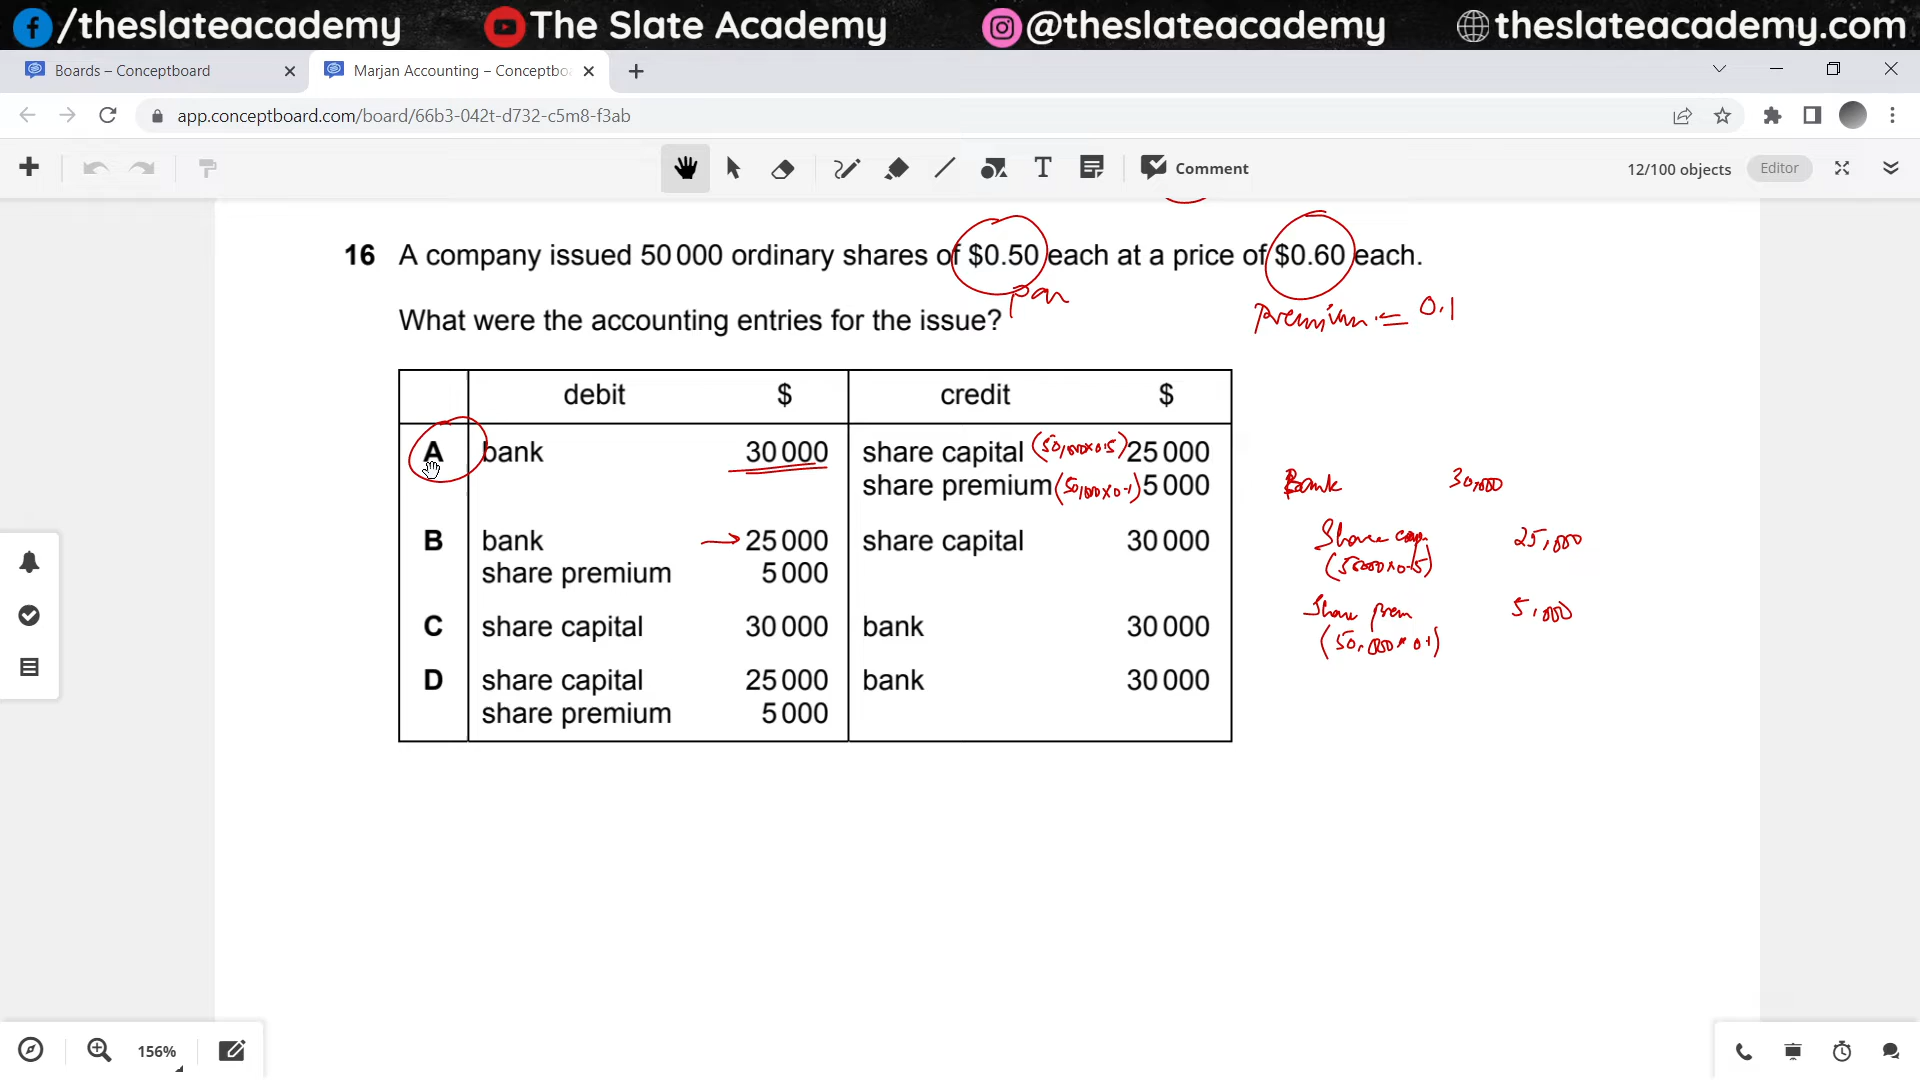 /theslateacademy The Slate Academy @theslateacademy theslateacademy.com
Boards – Conceptboard Marjan Accounting – Conceptbo
app.conceptboard.com/board/66b3-042t-d732-c5m8-f3ab
T Comment 12/100 objects Editor
16 A company issued 50 000 ordinary shares of $0.50 each at a price of $0.60 each.
par
Premium = 0.1
What were the accounting entries for the issue?
debit $ credit $
A bank 30 000 share capital (50,000×0.5) 25 000
share premium (50,000×0.1) 5 000
B bank → 25 000 share capital 30 000
share premium 5 000
C share capital 30 000 bank 30 000
D share capital 25 000 bank 30 000
share premium 5 000
Bank 30,000
Share cap. 25,000
(50000×0.5)
Share prem 5,000
(50,000×0.1)
156%